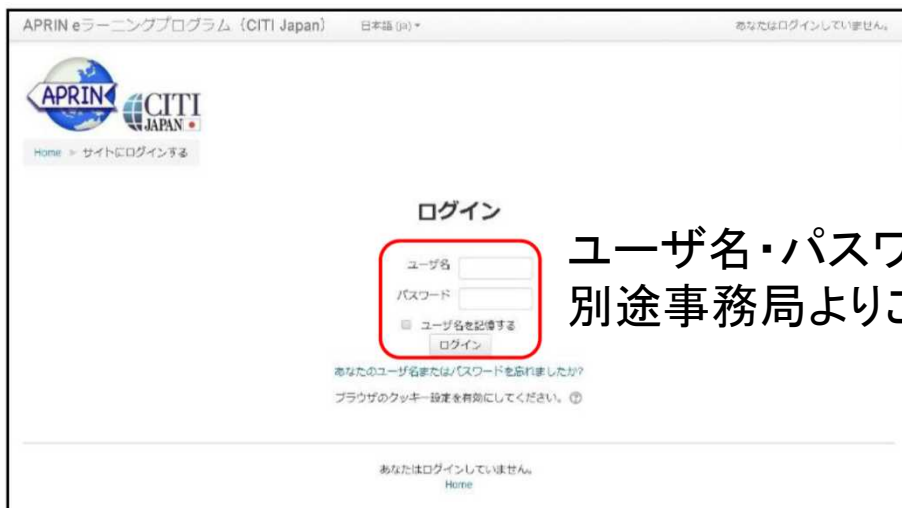 APRIN eラーニングプログラム (CITI Japan) 日本語 (ja) あなたはログインしていません。
APRIN CITI JAPAN
Home ► サイトにログインする
ログイン
ユーザ名
パスワード
ユーザ名を記憶する
ログイン
ユーザ名・パスワ
別途事務局よりご
あなたのユーザ名またはパスワードを忘れましたか?
ブラウザのクッキー設定を有効にしてください。
あなたはログインしていません。
Home